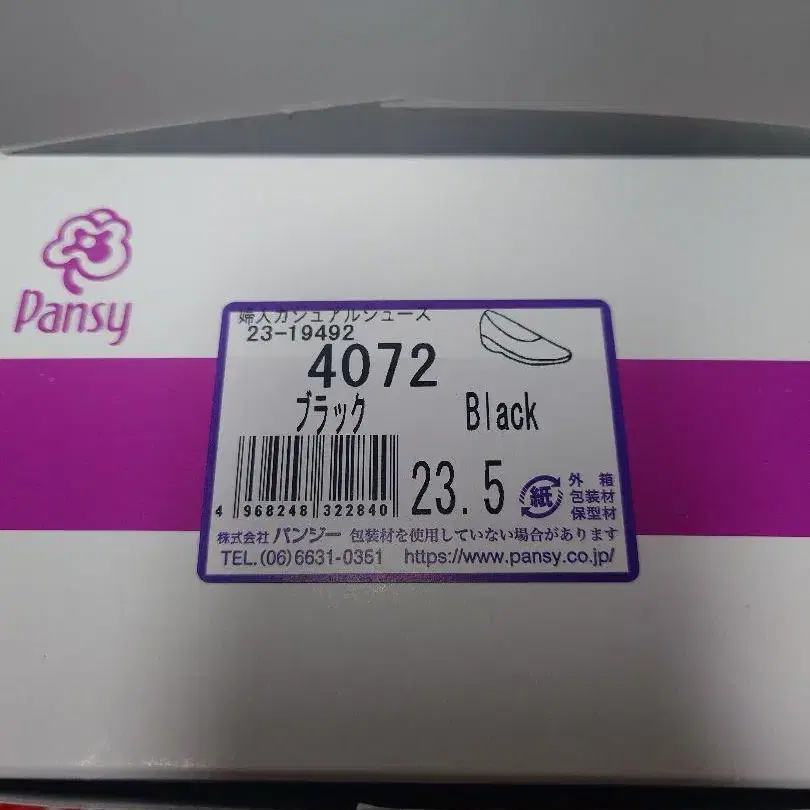 Pansy
婦人カジュアルシューズ
23-19492
4072
ブラック Black
4 968248 322840
23.5
紙
外箱
包装材
保型材
株式会社 パンジー 包装材を使用していない場合があります
TEL.(06)6631-0351 https://www.pansy.co.jp/